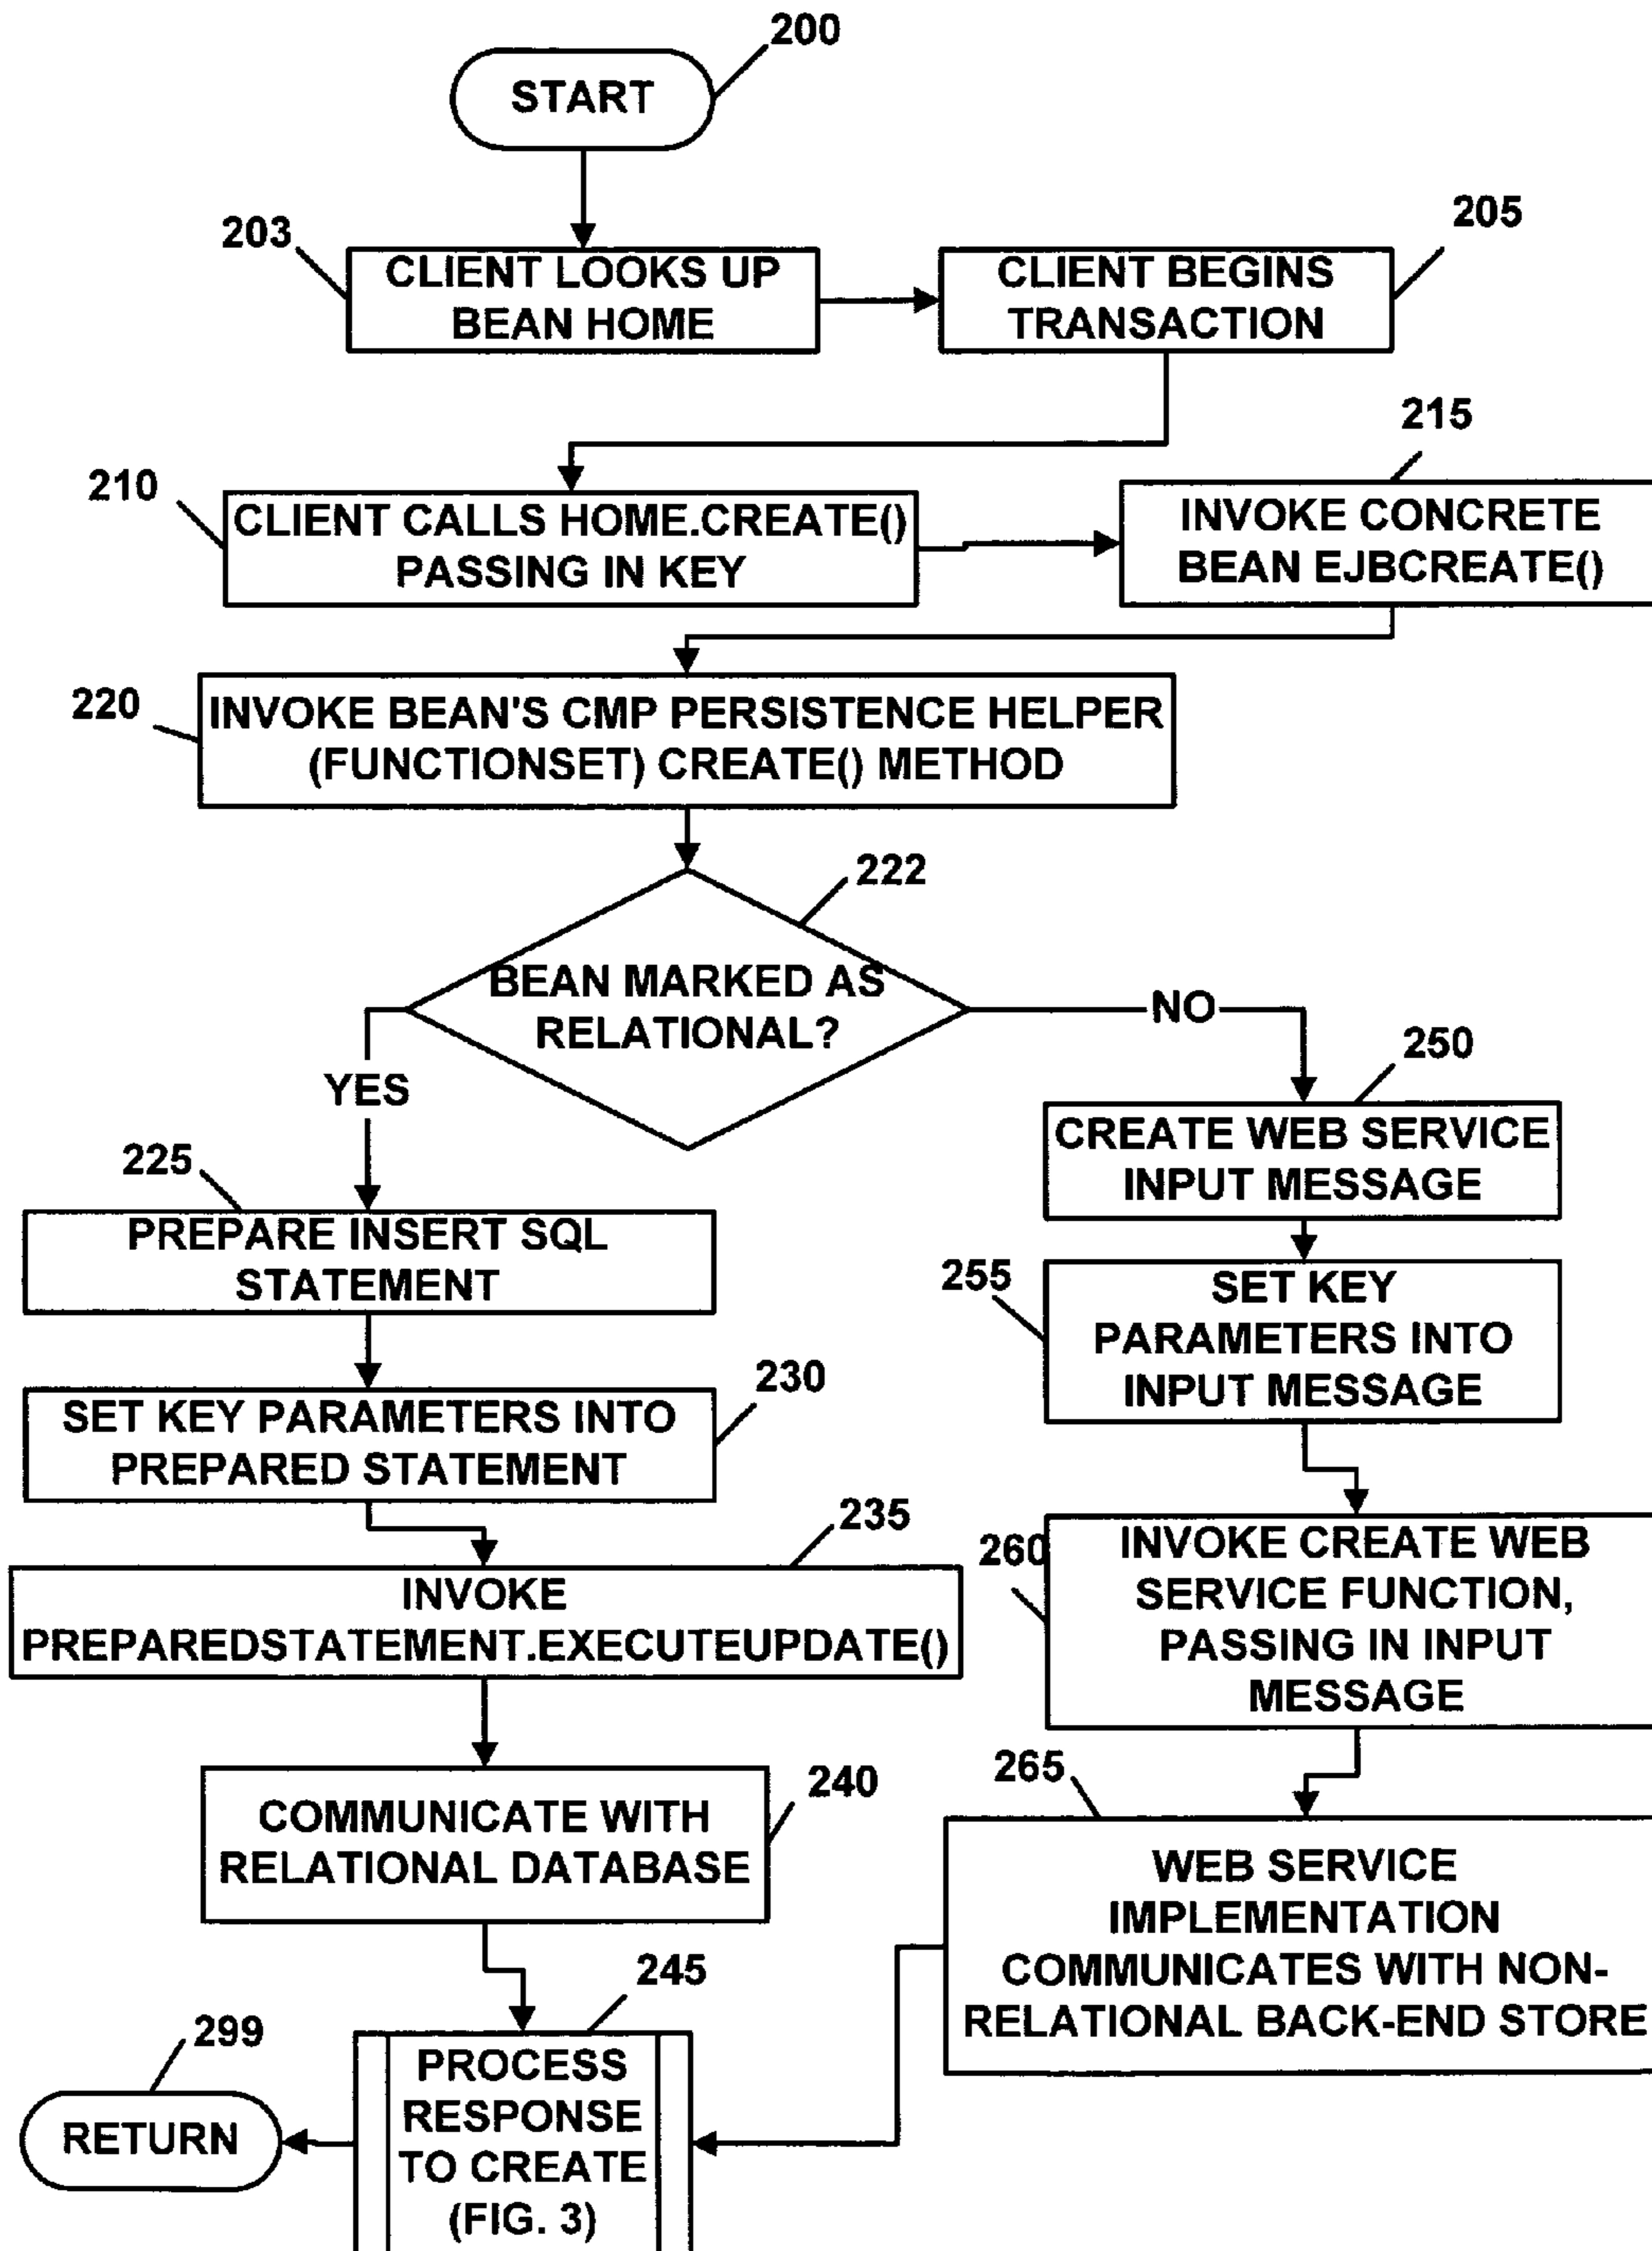 200
START
203
CLIENT LOOKS UP
BEAN HOME
205
CLIENT BEGINS
TRANSACTION
210
CLIENT CALLS HOME.CREATE()
PASSING IN KEY
215
INVOKE CONCRETE
BEAN EJBCREATE()
220
INVOKE BEAN'S CMP PERSISTENCE HELPER
(FUNCTIONSET) CREATE() METHOD
222
BEAN MARKED AS
RELATIONAL?
YES
NO
225
PREPARE INSERT SQL
STATEMENT
230
SET KEY PARAMETERS INTO
PREPARED STATEMENT
235
INVOKE
PREPAREDSTATEMENT.EXECUTEUPDATE()
240
COMMUNICATE WITH
RELATIONAL DATABASE
250
CREATE WEB SERVICE
INPUT MESSAGE
255
SET KEY
PARAMETERS INTO
INPUT MESSAGE
260
INVOKE CREATE WEB
SERVICE FUNCTION,
PASSING IN INPUT
MESSAGE
265
WEB SERVICE
IMPLEMENTATION
COMMUNICATES WITH NON-
RELATIONAL BACK-END STORE
245
PROCESS
RESPONSE
TO CREATE
(FIG. 3)
299
RETURN